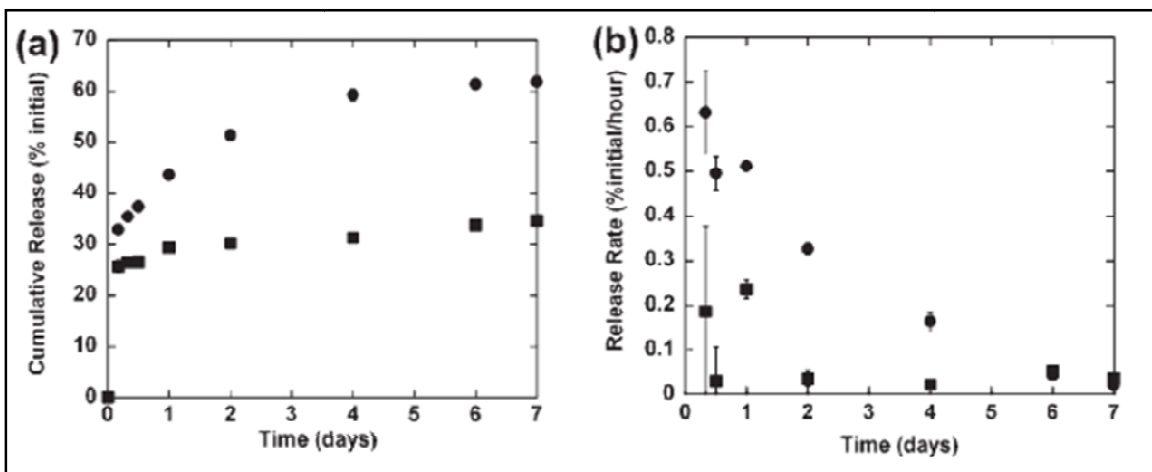 (a)
Cumulative Release (% initial)
70
60
50
40
30
20
10
0
0 1 2 3 4 5 6 7
Time (days)
(b)
Release Rate (%initial/hour)
0.8
0.7
0.6
0.5
0.4
0.3
0.2
0.1
0
0 1 2 3 4 5 6 7
Time (days)